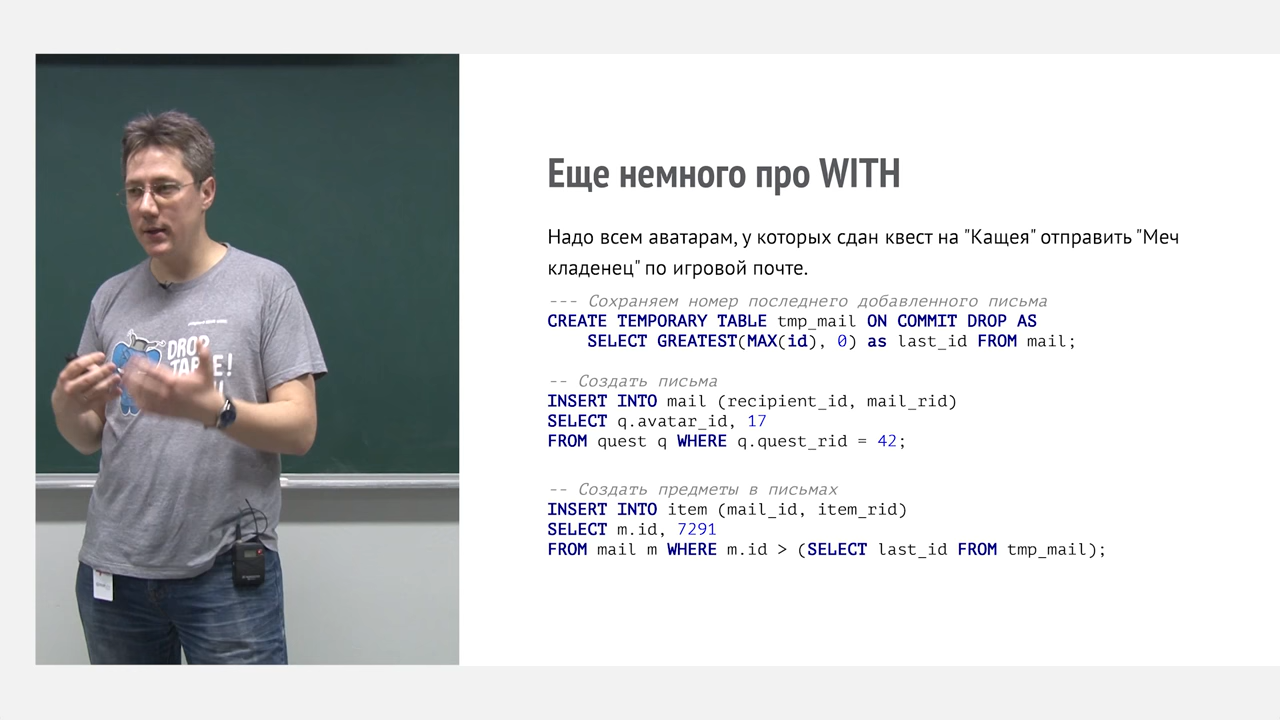 Еще немного про WITH
Надо всем аватарам, у которых сдан квест на "Кащея" отправить "Меч
кладенец" по игровой почте.
--- Сохраняем номер последнего добавленного письма
CREATE TEMPORARY TABLE tmp_mail ON COMMIT DROP AS
    SELECT GREATEST(MAX(id), 0) as last_id FROM mail;
-- Создать письма
INSERT INTO mail (recipient_id, mail_rid)
SELECT q.avatar_id, 17
FROM quest q WHERE q.quest_rid = 42;
-- Создать предметы в письмах
INSERT INTO item (mail_id, item_rid)
SELECT m.id, 7291
FROM mail m WHERE m.id > (SELECT last_id FROM tmp_mail);
DROP